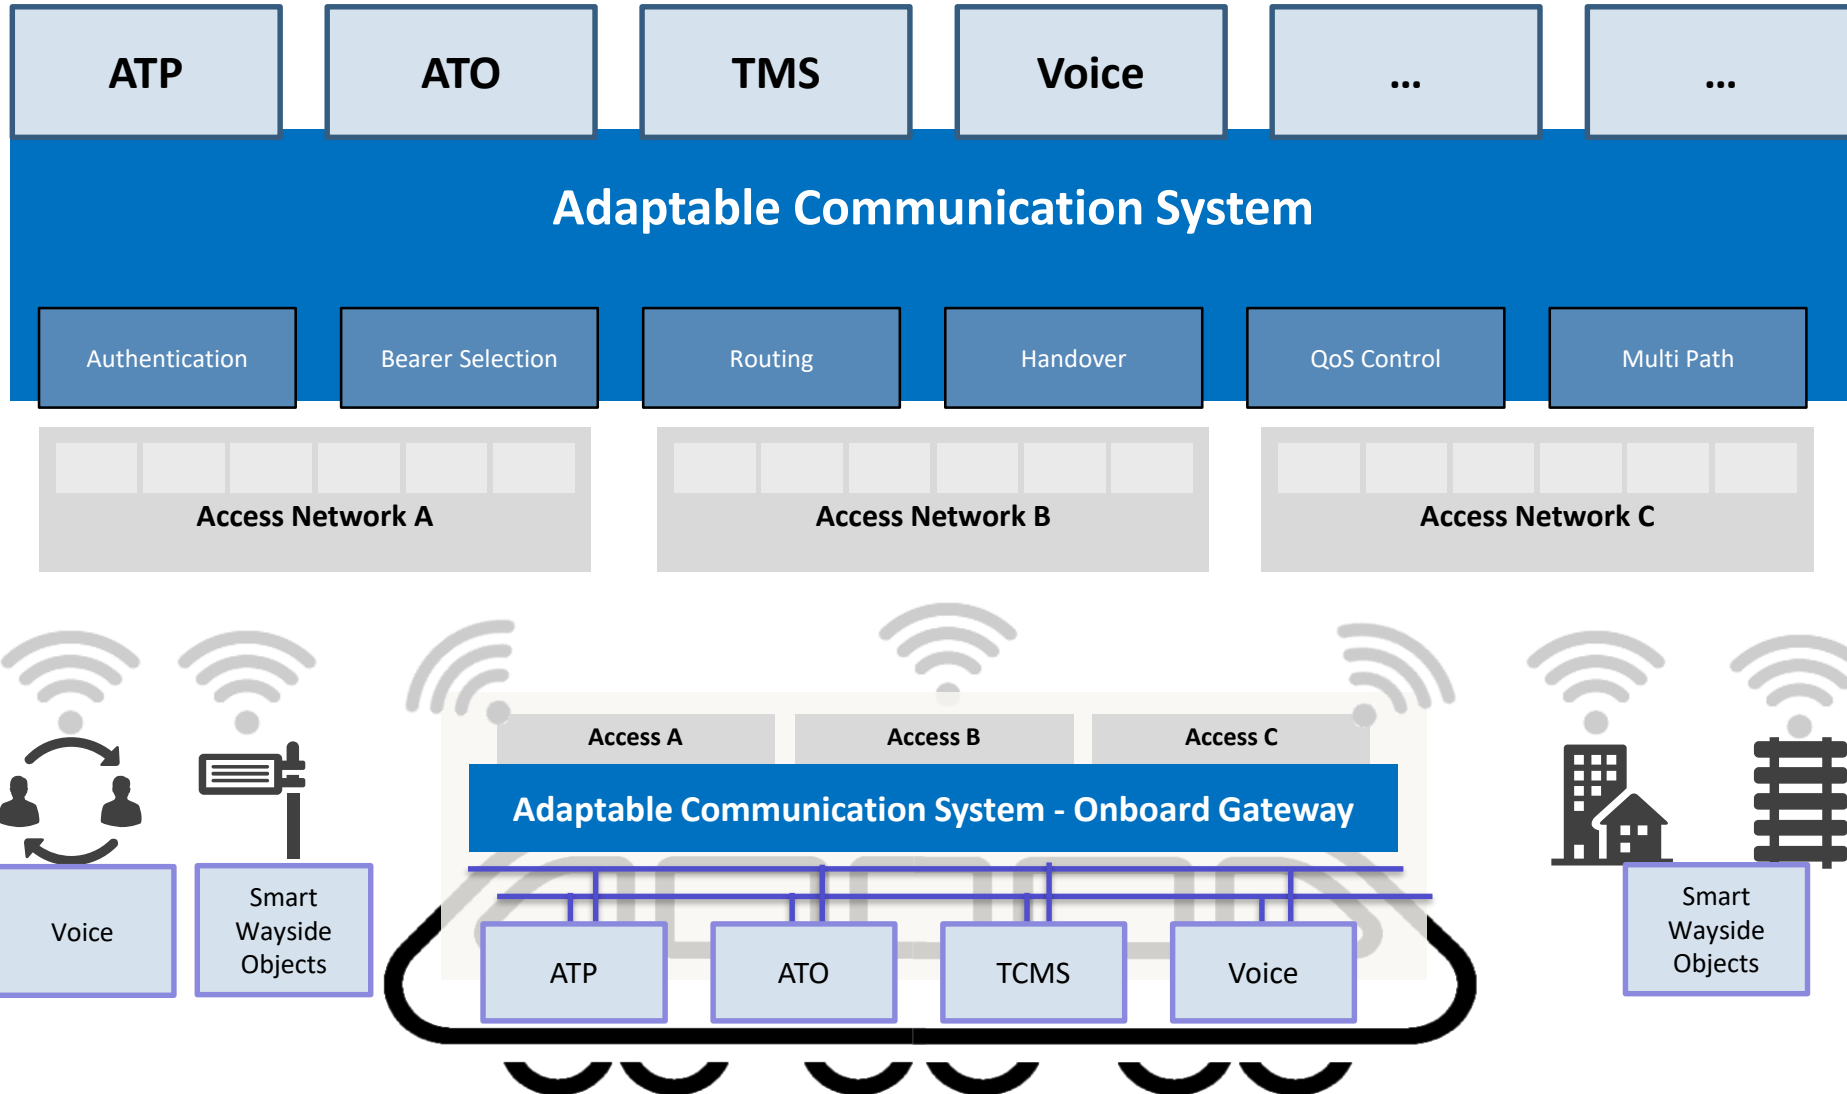 ATP
ATO
TMS
Voice
...
...
Adaptable Communication System
Authentication
Bearer Selection
Routing
Handover
QoS Control
Multi Path
Access Network A
Access Network B
Access Network C
Access A
Access B
Access C
Adaptable Communication System - Onboard Gateway
Voice
Smart
Wayside
Objects
ATP
ATO
TCMS
Voice
Smart
Wayside
Objects